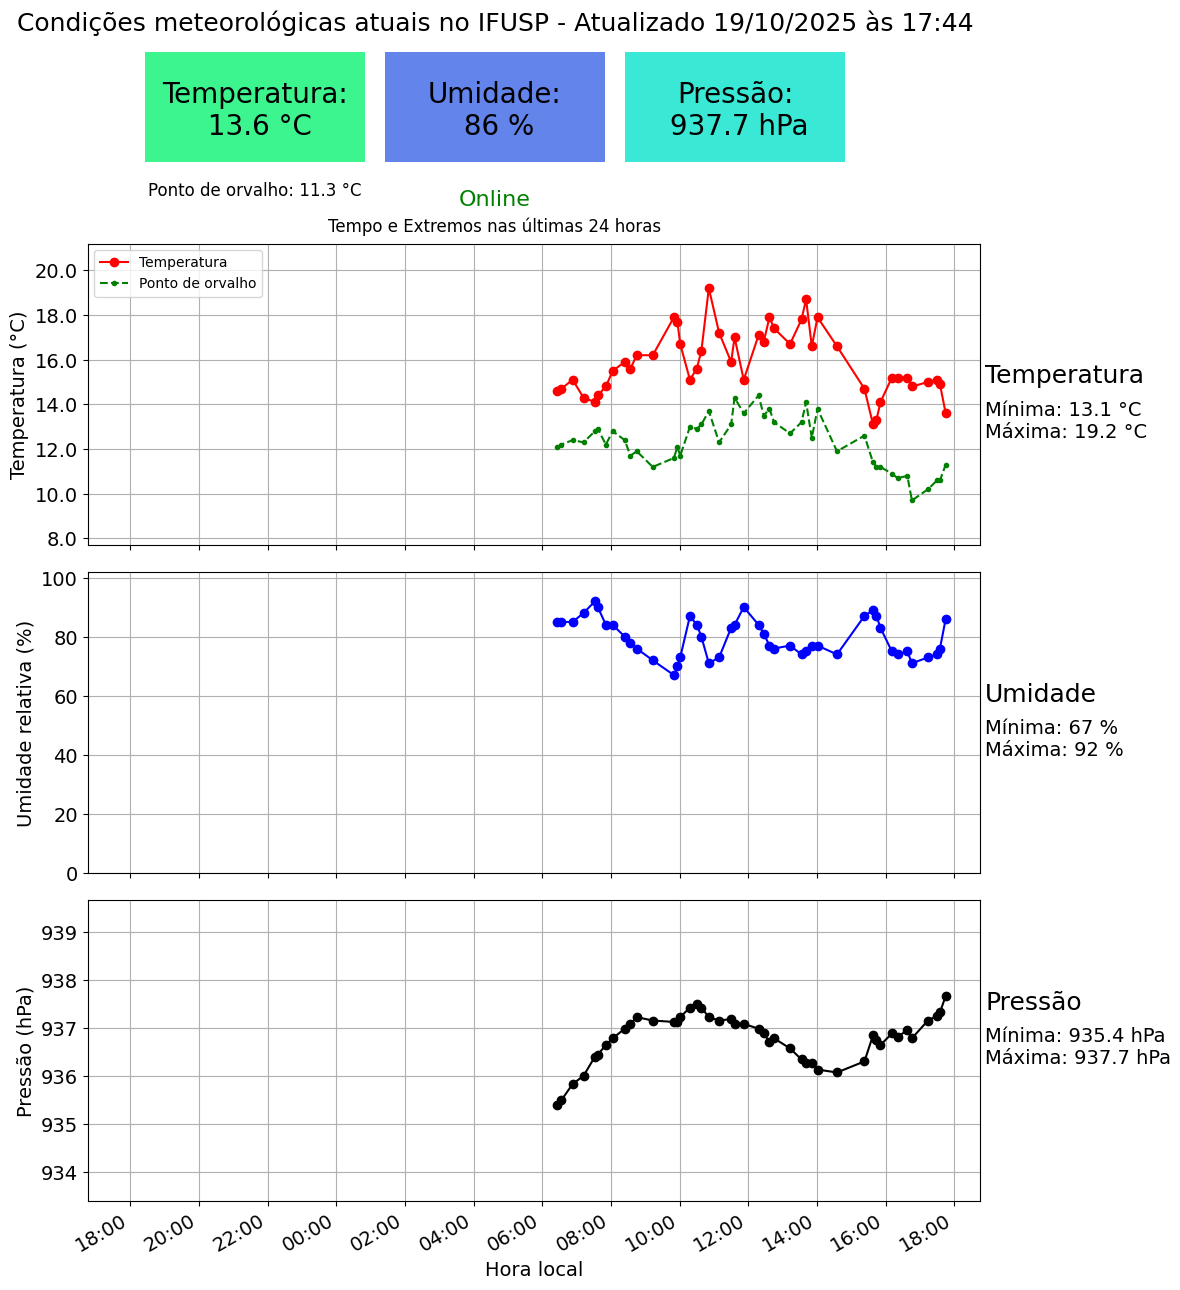 Condições meteorológicas atuais no IFUSP - Atualizado 19/10/2025 às 17:44
Temperatura:
13.6 °C
Umidade:
86 %
Pressão:
937.7 hPa
Ponto de orvalho: 11.3 °C
Online
Tempo e Extremos nas últimas 24 horas
Temperatura
Ponto de orvalho
Temperatura (°C)
20.0
18.0
16.0
14.0
12.0
10.0
8.0
Temperatura
Mínima: 13.1 °C
Máxima: 19.2 °C
Umidade relativa (%)
100
80
60
40
20
0
Umidade
Mínima: 67 %
Máxima: 92 %
Pressão (hPa)
939
938
937
936
935
934
Pressão
Mínima: 935.4 hPa
Máxima: 937.7 hPa
18:00 20:00 22:00 00:00 02:00 04:00 06:00 08:00 10:00 12:00 14:00 16:00 18:00
Hora local